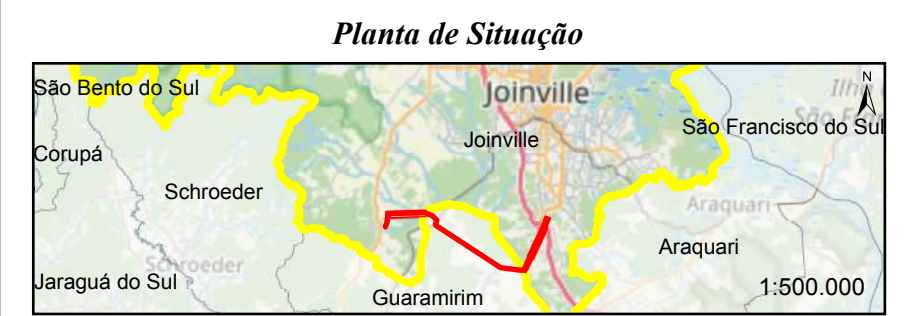 Planta de Situação
São Bento do Sul
Joinville
N
Ilha
São Francisco do Sul
Joinville
Corupá
Schroeder
Araquari
Araquari
Schroeder
Jaraguá do Sul
Guaramirim
1:500.000